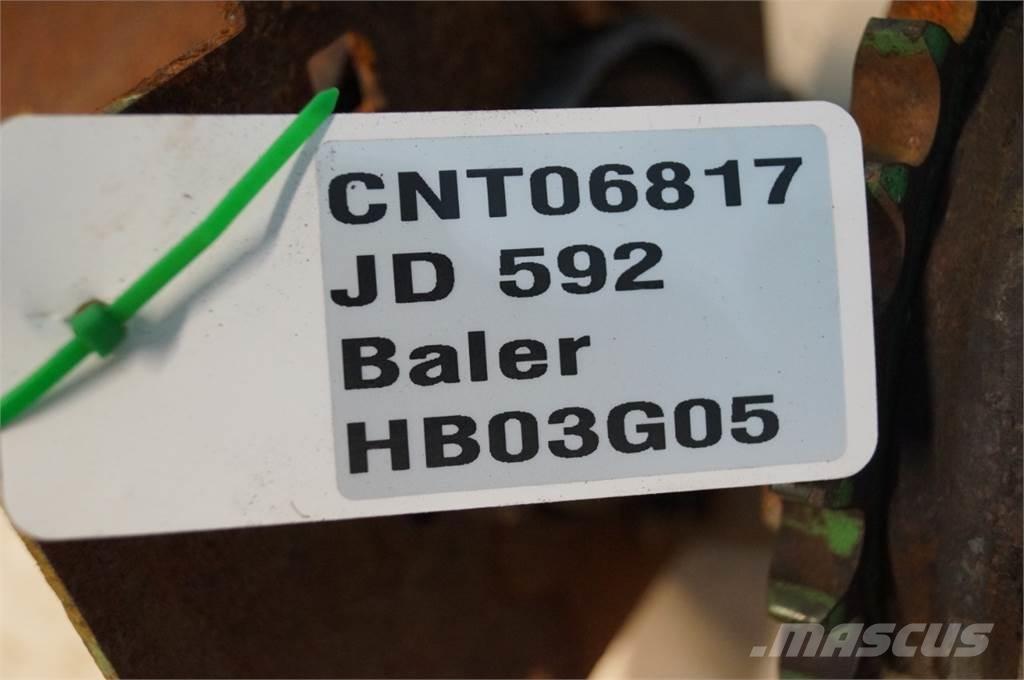 CNT06817
JD 592
Baler
HB03G05
.MASCUS